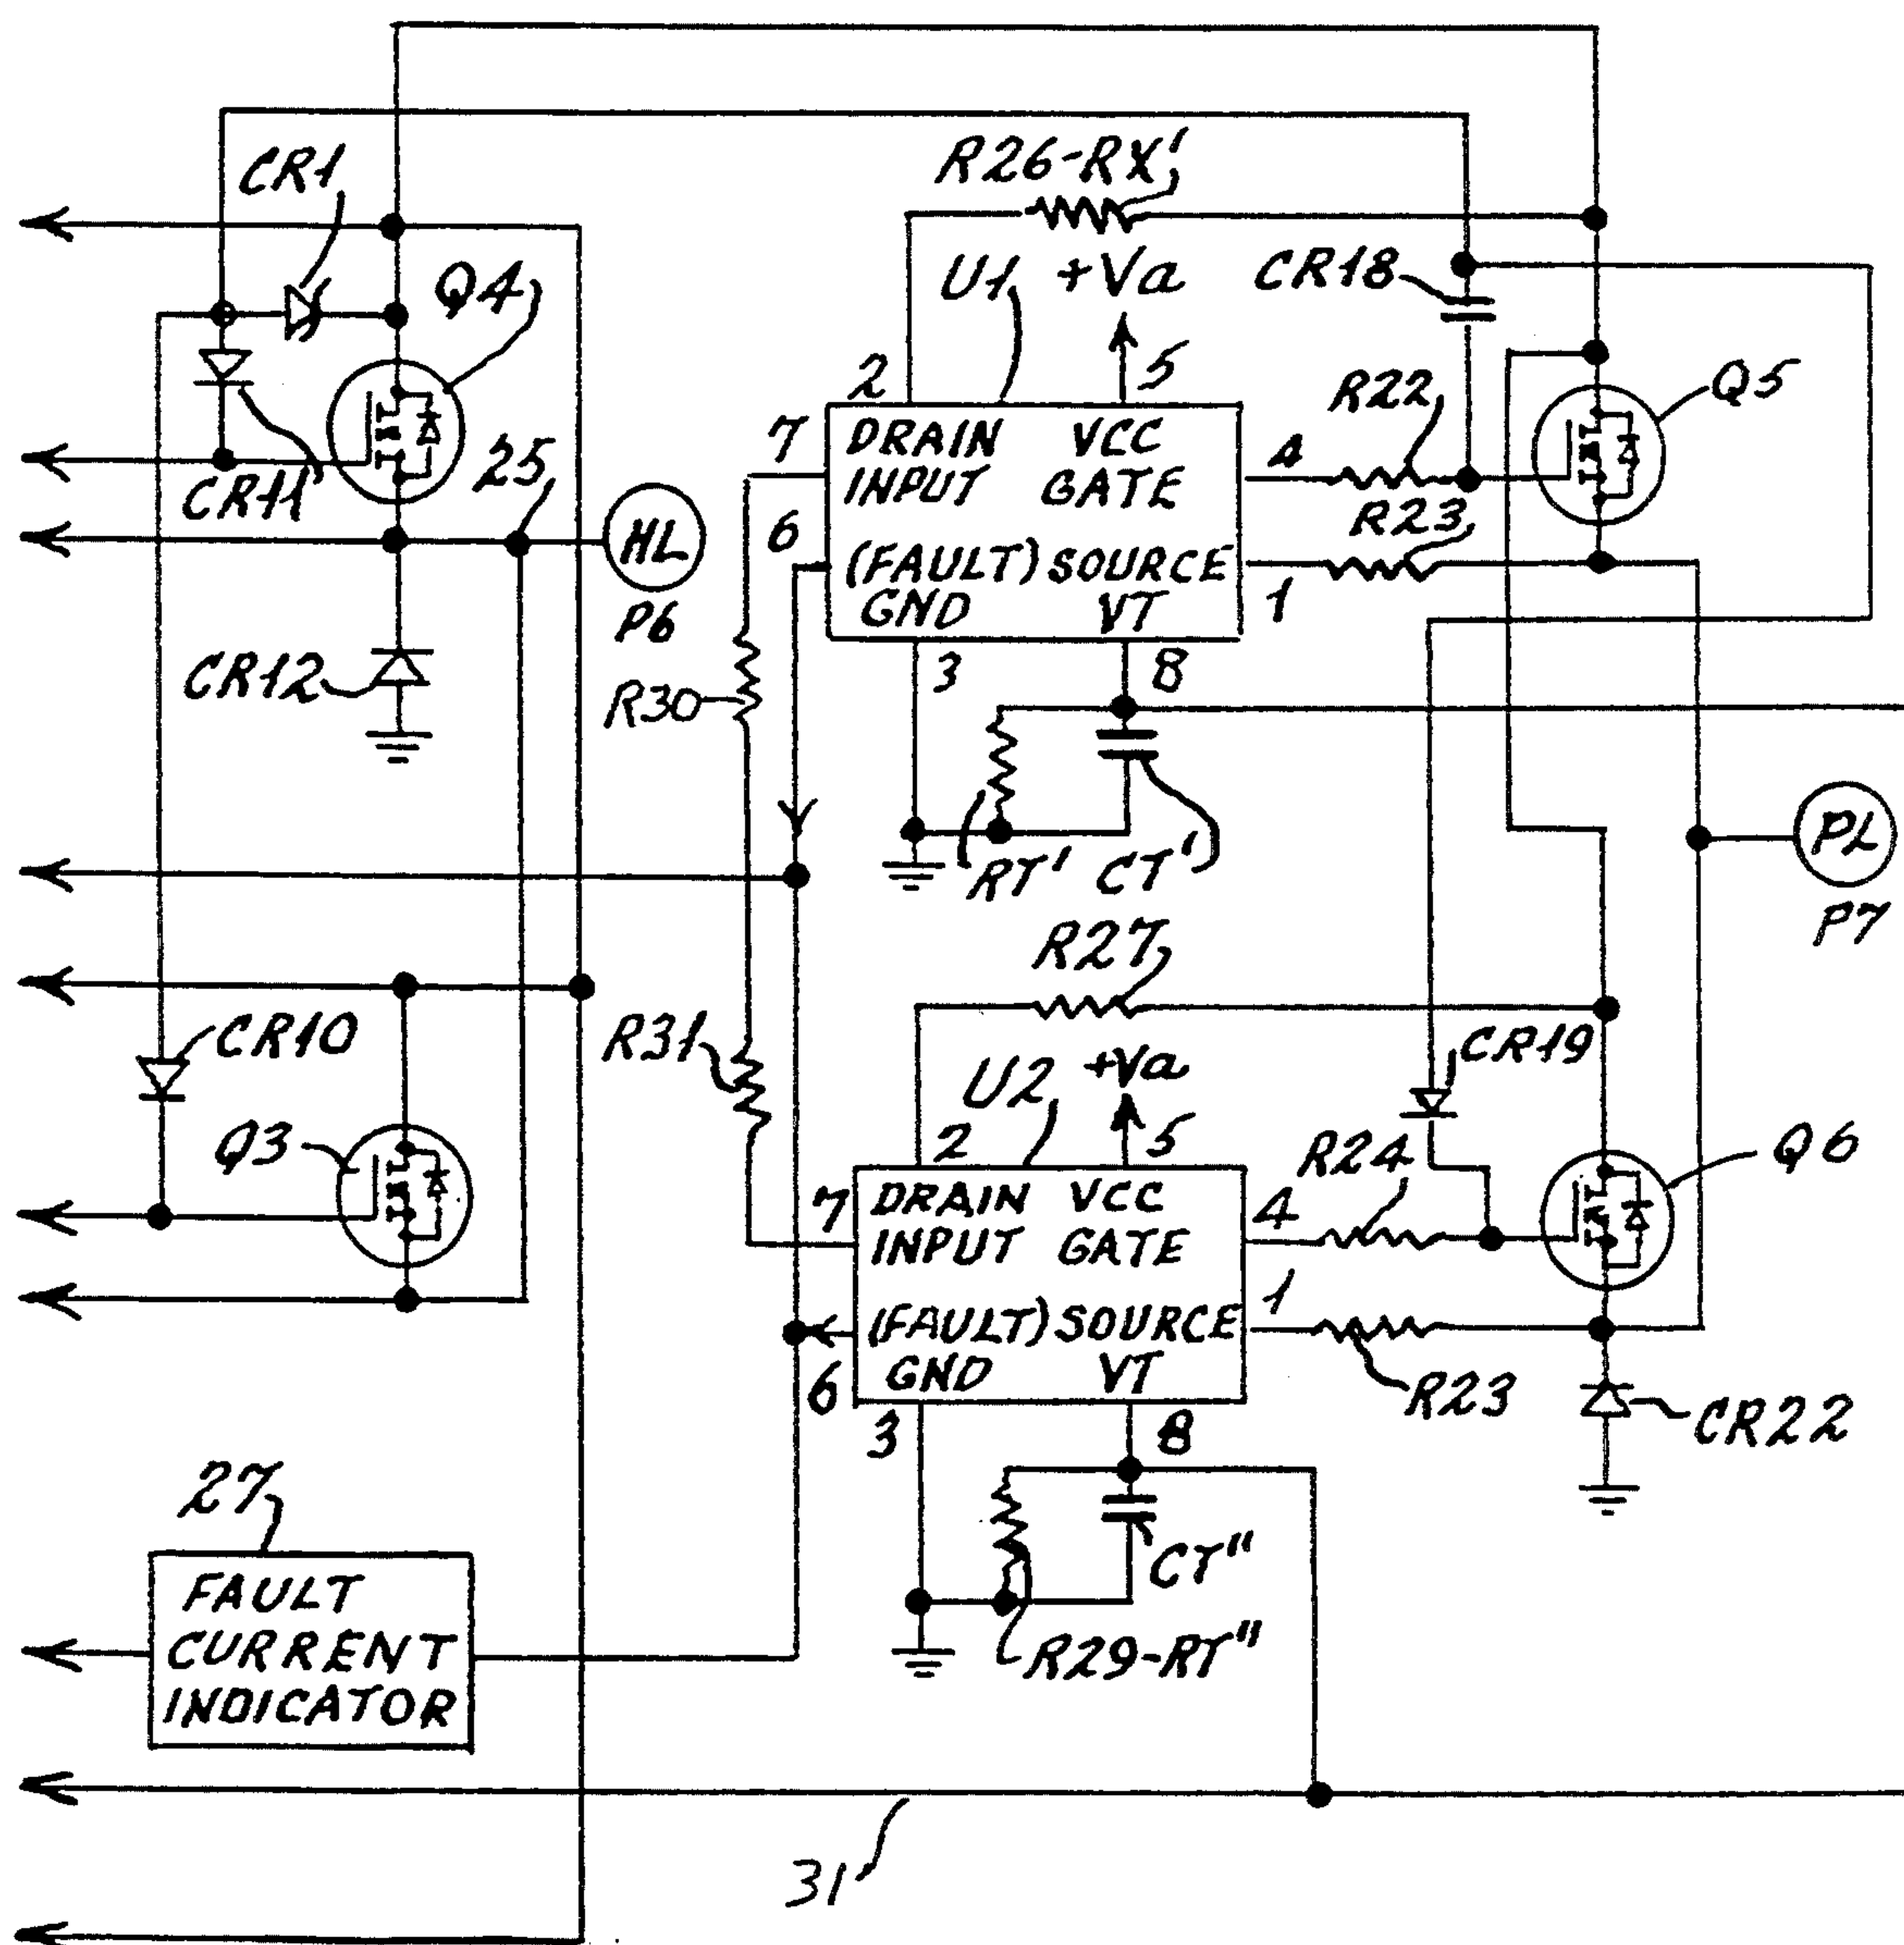 CR1
R26-RX'
Q4
U1 +Va
CR18
2
5
R22
Q5
7
DRAIN VCC
INPUT GATE
4
25
CR11'
HL
P6
6
R23
(FAULT) SOURCE
GND VT
1
CR12
R30
3
8
RT' CT'
PL
P7
R27
CR10
R31
CR19
U2 +Va
2
5
R24
Q3
Q6
7
DRAIN VCC
INPUT GATE
4
1
(FAULT) SOURCE
GND VT
6
R23
CR22
3
8
27
CT"
FAULT
CURRENT
INDICATOR
R29-RT"
31